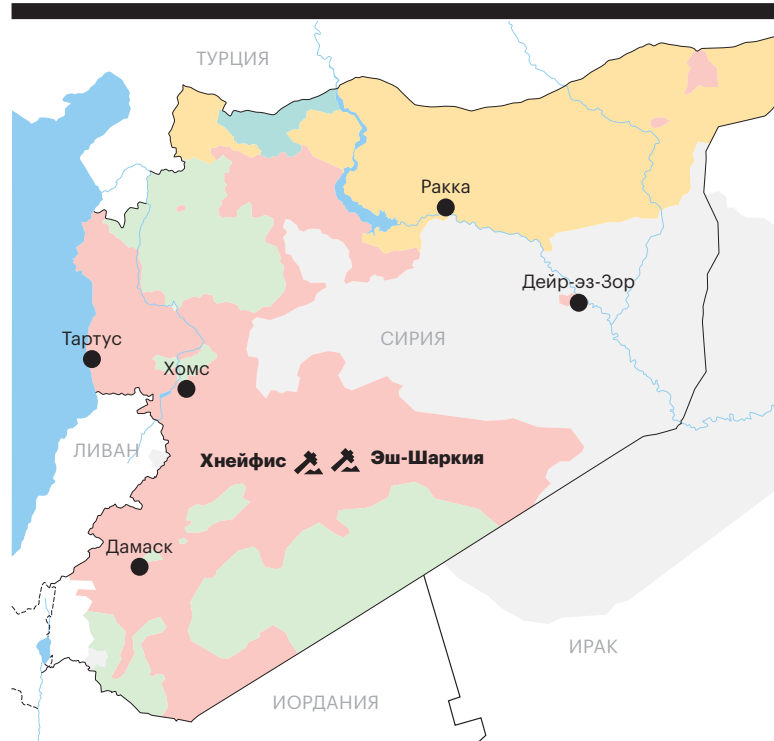 ТУРЦИЯ
Ракка
Дейр-эз-Зор
СИРИЯ
Тартус
Хомс
ЛИВАН
Хнейфис
Эш-Шаркия
Дамаск
ИРАК
ИОРДАНИЯ